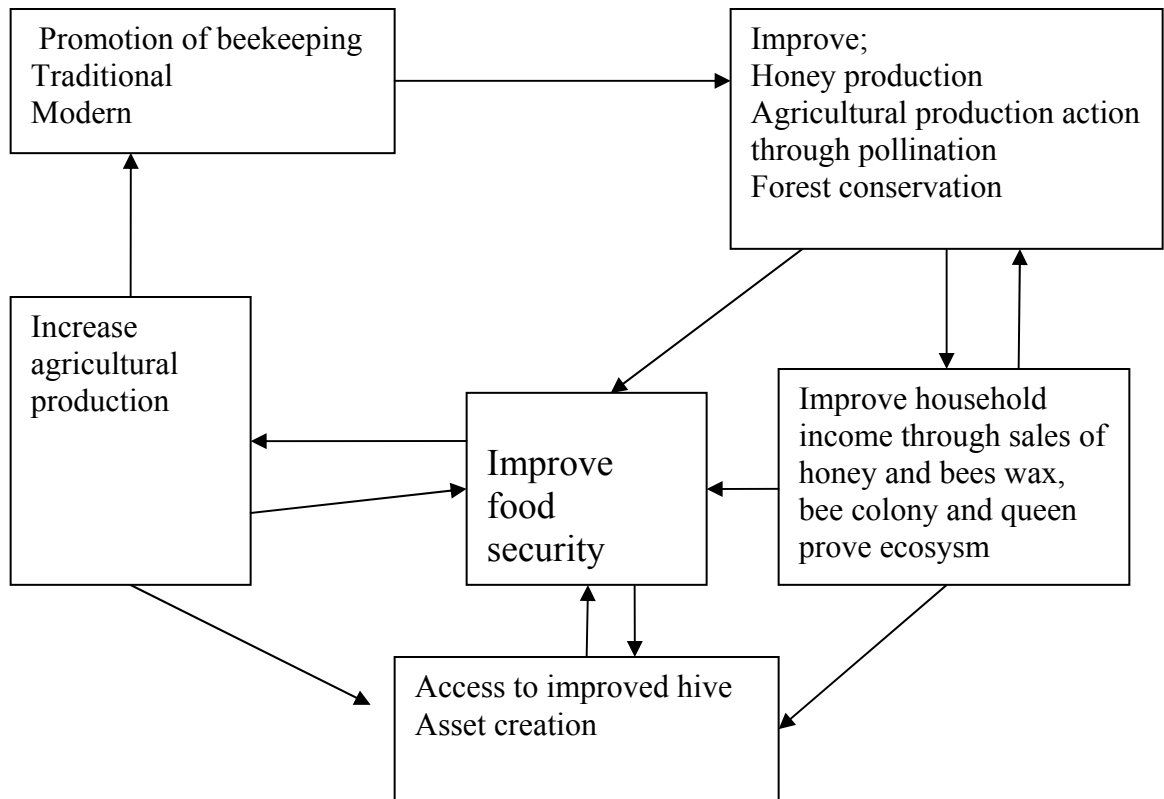 Promotion of beekeeping
Traditional
Modern
Improve;
Honey production
Agricultural production action
through pollination
Forest conservation
Increase
agricultural
production
Improve
food
security
Improve household
income through sales of
honey and bees wax,
bee colony and queen
prove ecosysm
Access to improved hive
Asset creation